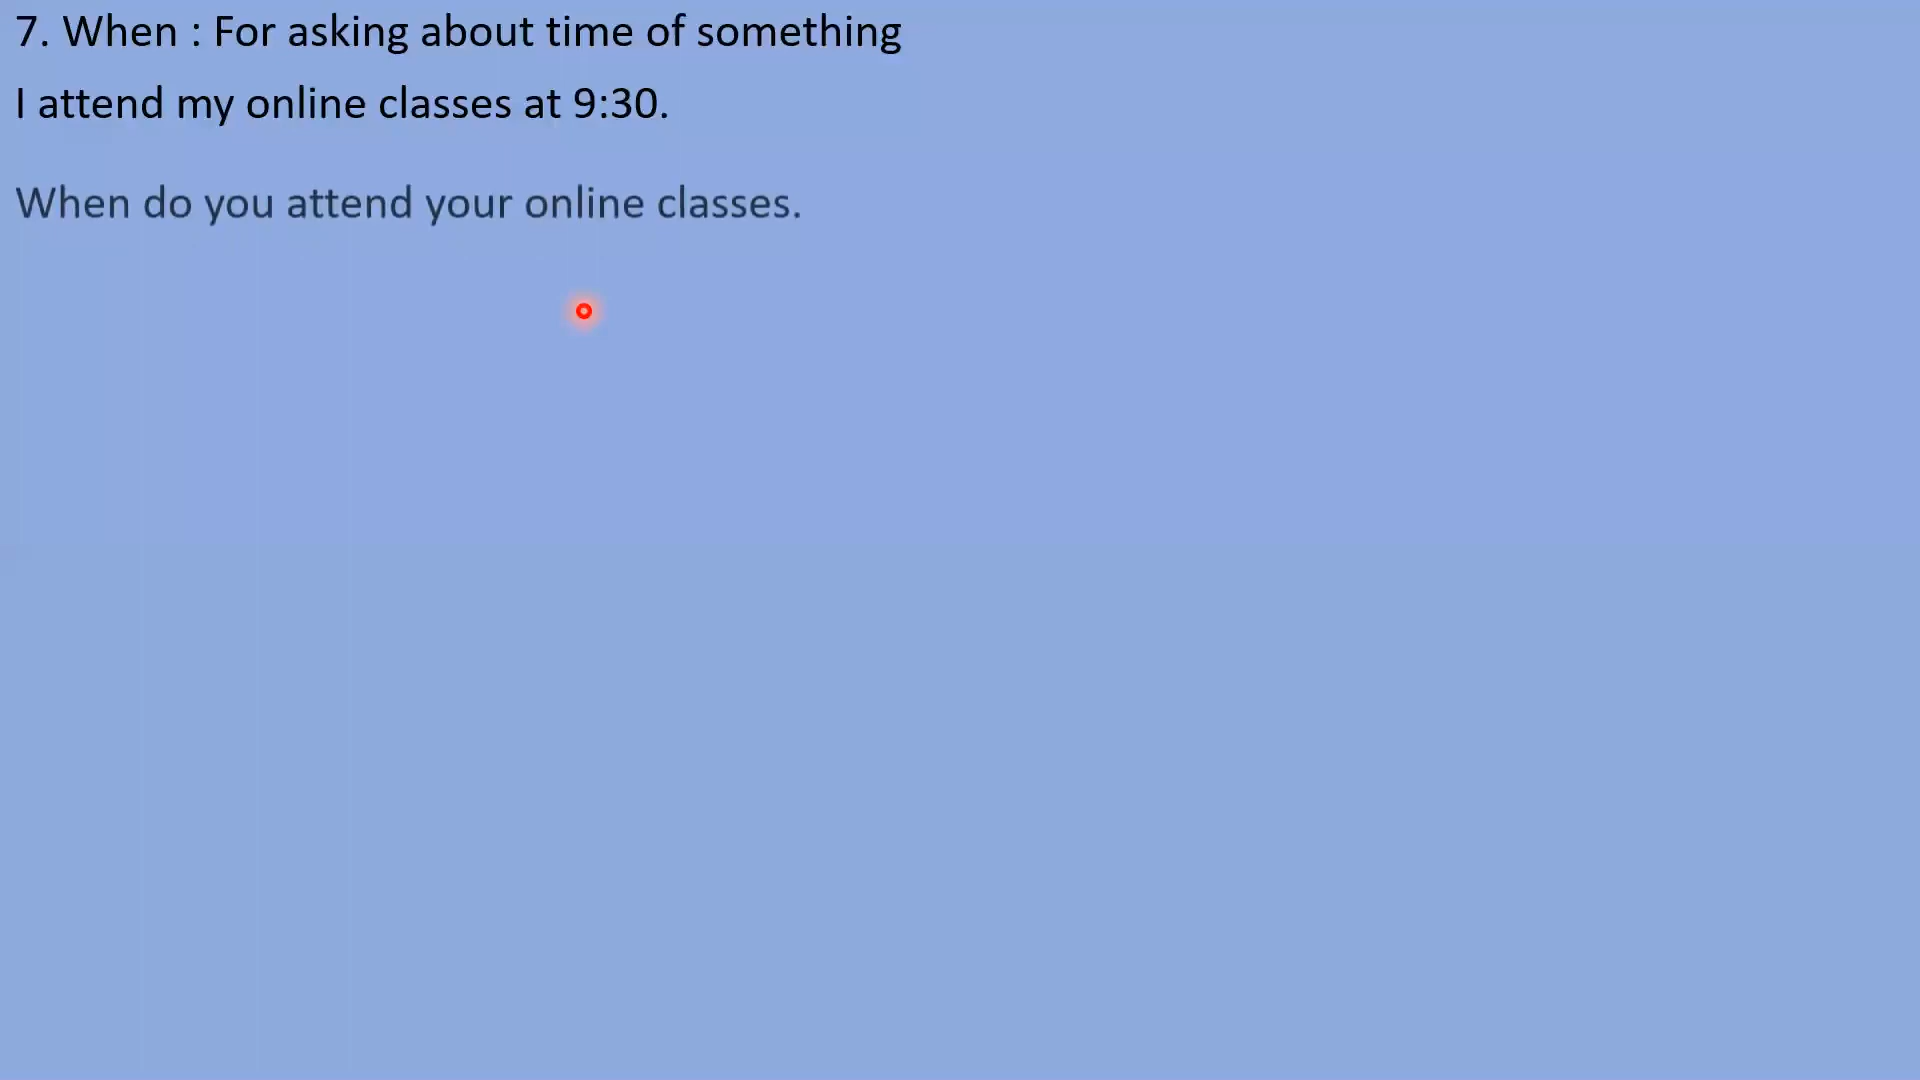 7. When : For asking about time of something
I attend my online classes at 9:30.
When do you attend your online classes.